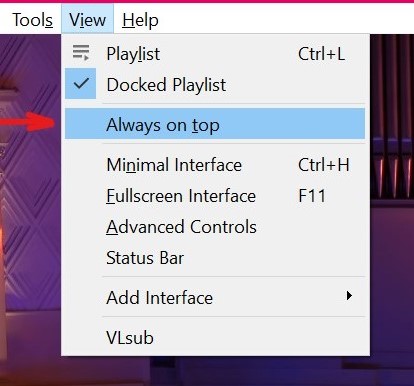 Tools View Help
Playlist Ctrl+L
Docked Playlist
Always on top
Minimal Interface Ctrl+H
Fullscreen Interface F11
Advanced Controls
Status Bar
Add Interface
VLsub